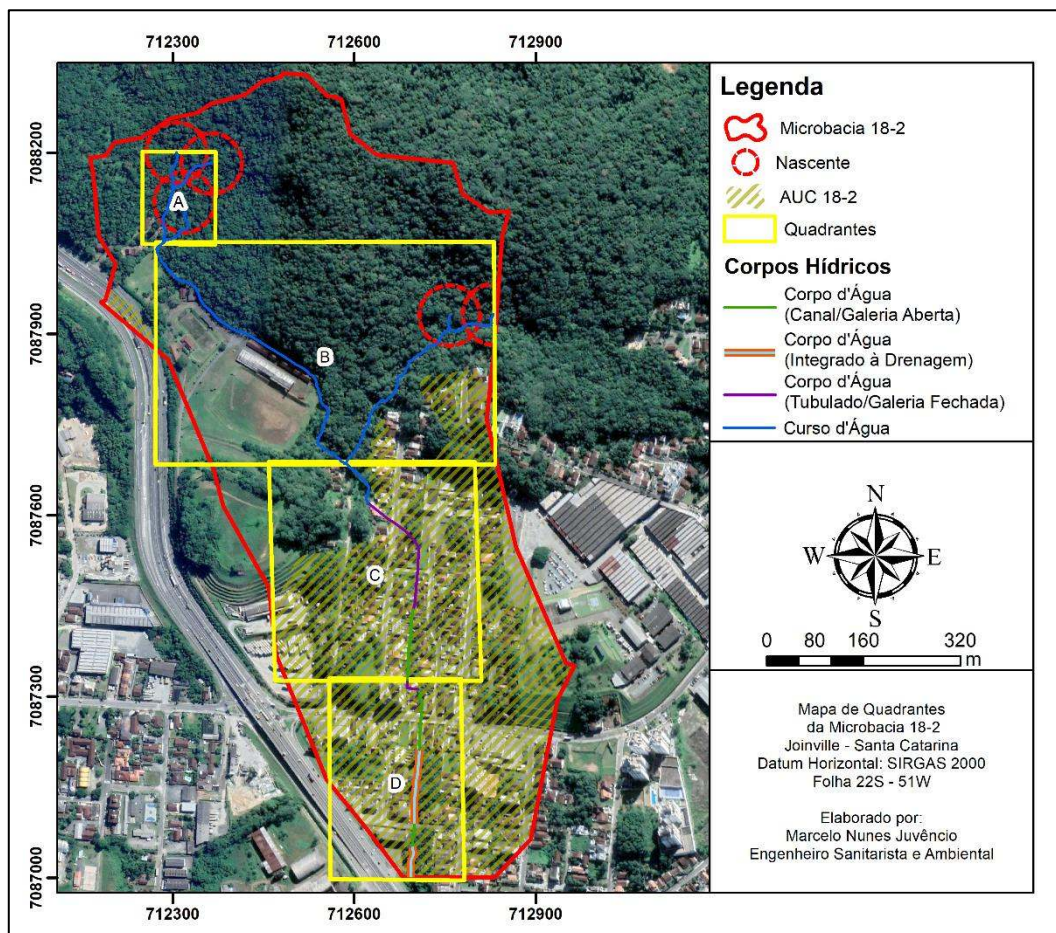 712300 712600 712900
7088200
7087900
7087600
7087300
7087000
A
B
C
D
712300 712600 712900
Legenda
Microbacia 18-2
Nascente
AUC 18-2
Quadrantes
Corpos Hídricos
Corpo d'Água
(Canal/Galeria Aberta)
Corpo d'Água
(Integrado à Drenagem)
Corpo d'Água
(Tubulado/Galeria Fechada)
Curso d'Água
N
W E
S
0 80 160 320
m
Mapa de Quadrantes
da Microbacia 18-2
Joinville - Santa Catarina
Datum Horizontal: SIRGAS 2000
Folha 22S - 51W
Elaborado por:
Marcelo Nunes Juvêncio
Engenheiro Sanitarista e Ambiental